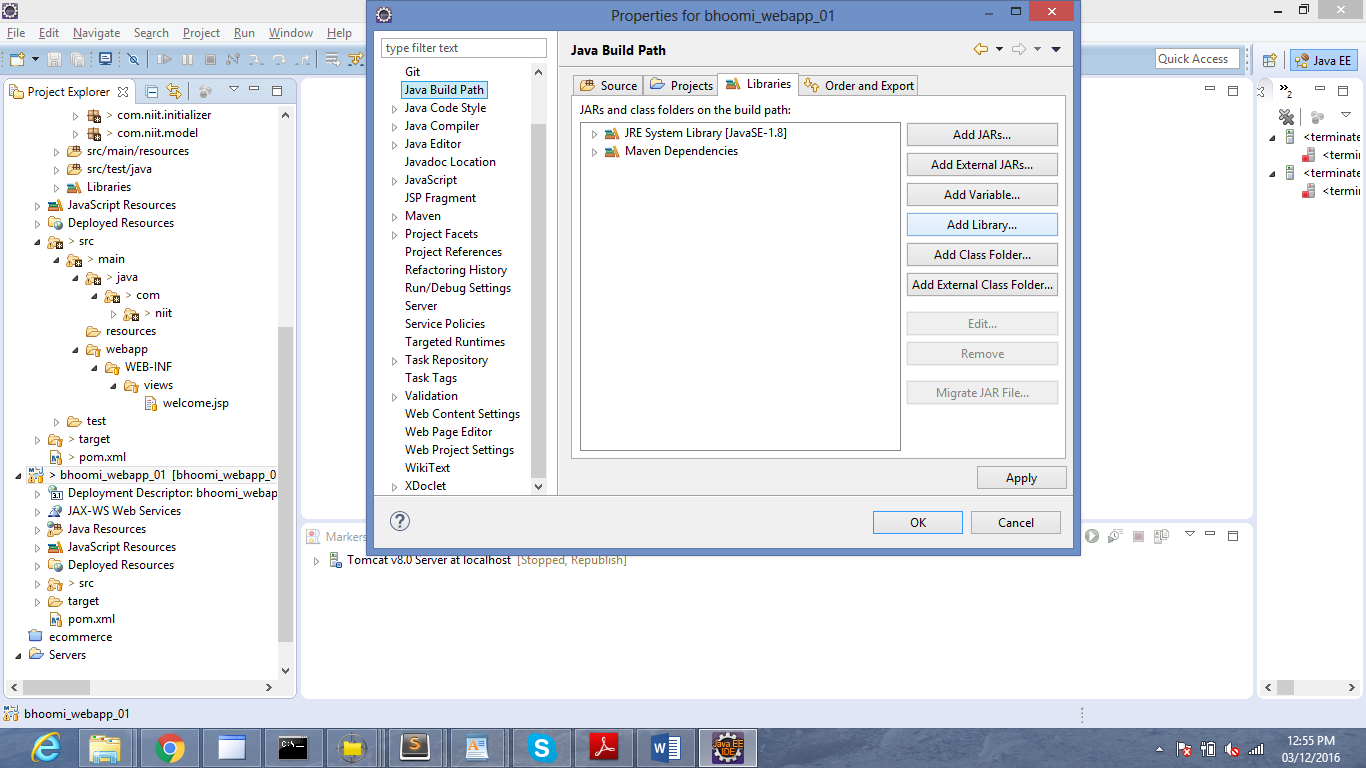 Properties for bhoomi_webapp_01
File Edit Navigate Search Project Run Window Help
Quick Access
Java EE
Project Explorer
> com.niit.initializer
> com.niit.model
src/main/resources
src/test/java
Libraries
JavaScript Resources
Deployed Resources
> src
> main
> java
> com
> niit
resources
webapp
WEB-INF
views
welcome.jsp
test
> target
> pom.xml
> bhoomi_webapp_01 [bhoomi_webapp_0
Deployment Descriptor: bhoomi_webap
JAX-WS Web Services
Java Resources
JavaScript Resources
Deployed Resources
> src
target
pom.xml
ecommerce
Servers
type filter text
Git
Java Build Path
Java Code Style
Java Compiler
Java Editor
Javadoc Location
JavaScript
JSP Fragment
Maven
Project Facets
Project References
Refactoring History
Run/Debug Settings
Server
Service Policies
Targeted Runtimes
Task Repository
Task Tags
Validation
Web Content Settings
Web Page Editor
Web Project Settings
WikiText
XDoclet
Java Build Path
Source Projects Libraries Order and Export
JARs and class folders on the build path:
JRE System Library [JavaSE-1.8]
Maven Dependencies
Add JARs...
Add External JARs...
Add Variable...
Add Library...
Add Class Folder...
Add External Class Folder...
Edit...
Remove
Migrate JAR File...
Apply
OK Cancel
Markers
Tomcat v8.0 Server at localhost [Stopped, Republish]
»2
<terminate
<termi
<terminate
<termi
bhoomi_webapp_01
Java EE
IDE
12:55 PM
03/12/2016